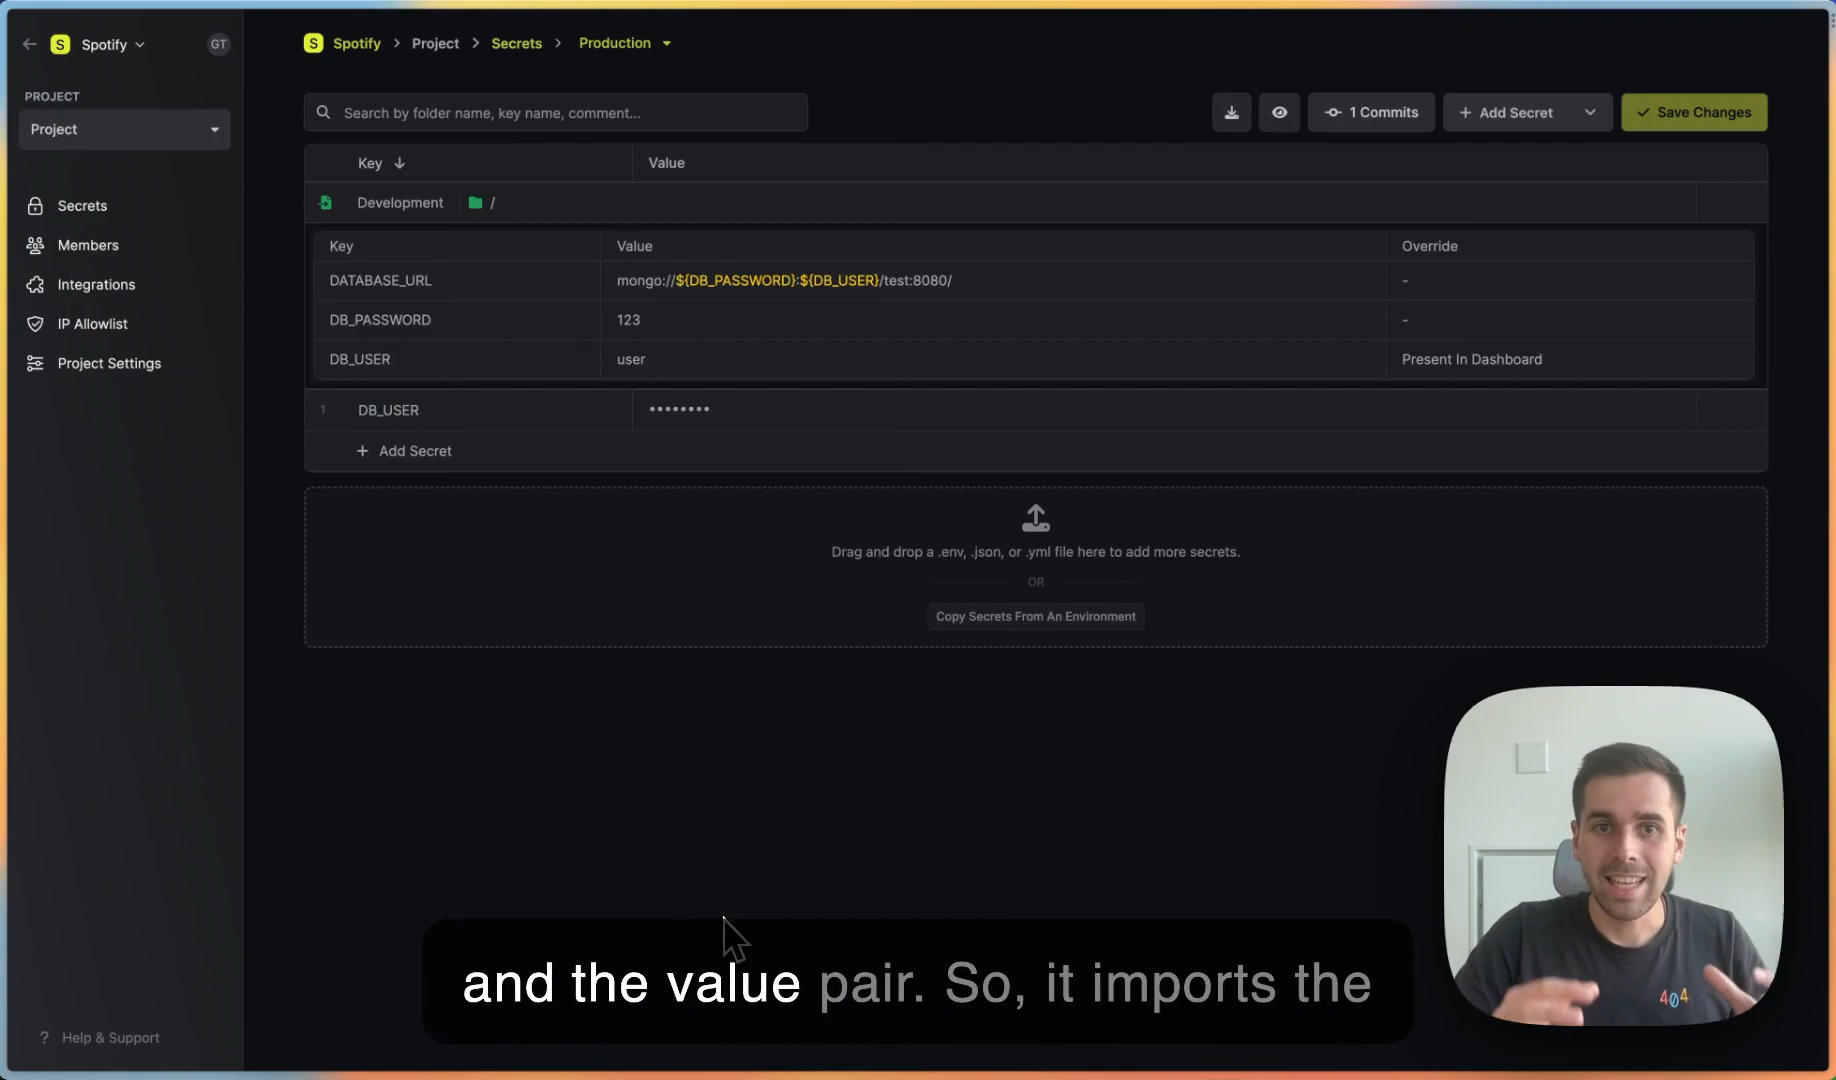 S Spotify GT
PROJECT
Project
Secrets
Members
Integrations
IP Allowlist
Project Settings
? Help & Support
S Spotify > Project > Secrets > Production
Search by folder name, key name, comment...
1 Commits
+ Add Secret
Save Changes
Key Value
Development /
Key Value Override
DATABASE_URL mongo://${DB_PASSWORD}:${DB_USER}/test:8080/ -
DB_PASSWORD 123 -
DB_USER user Present In Dashboard
1 DB_USER ••••••••
+ Add Secret
Drag and drop a .env, .json, or .yml file here to add more secrets.
OR
Copy Secrets From An Environment
404
and the value pair. So, it imports the